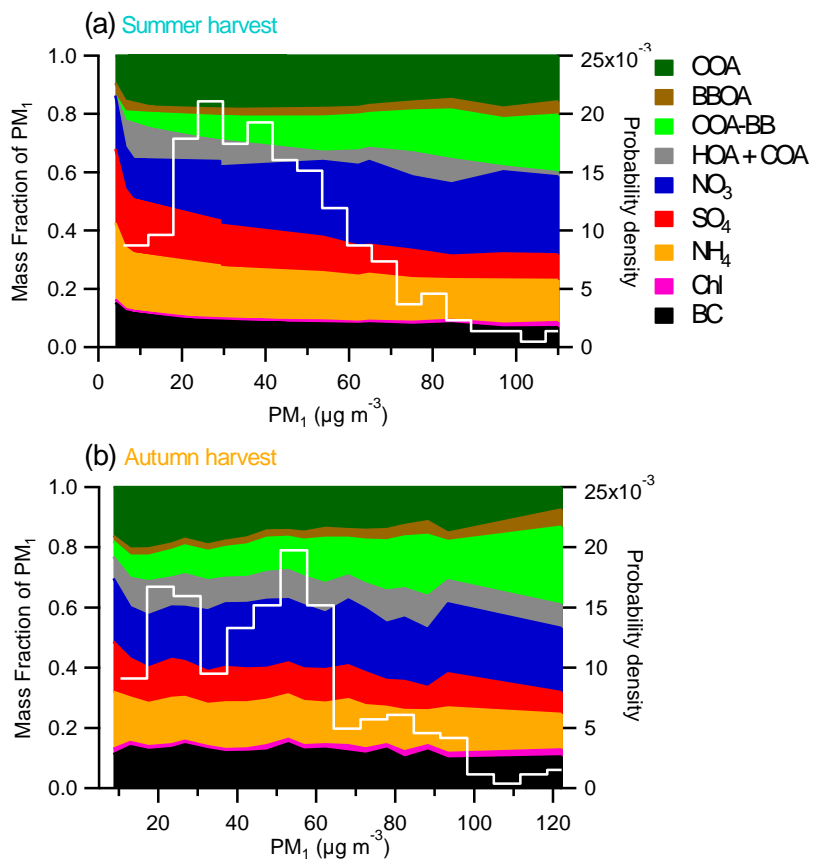 (a) Summer harvest
1.0
0.8
0.6
0.4
0.2
0.0
Mass Fraction of PM₁
0 20 40 60 80 100
PM₁ (µg m⁻³)
25x10⁻³
20
15
10
5
0
Probability density
OOA
BBOA
OOA-BB
HOA + COA
NO₃
SO₄
NH₄
Chl
BC
(b) Autumn harvest
1.0
0.8
0.6
0.4
0.2
0.0
Mass Fraction of PM₁
20 40 60 80 100 120
PM₁ (µg m⁻³)
25x10⁻³
20
15
10
5
0
Probability density